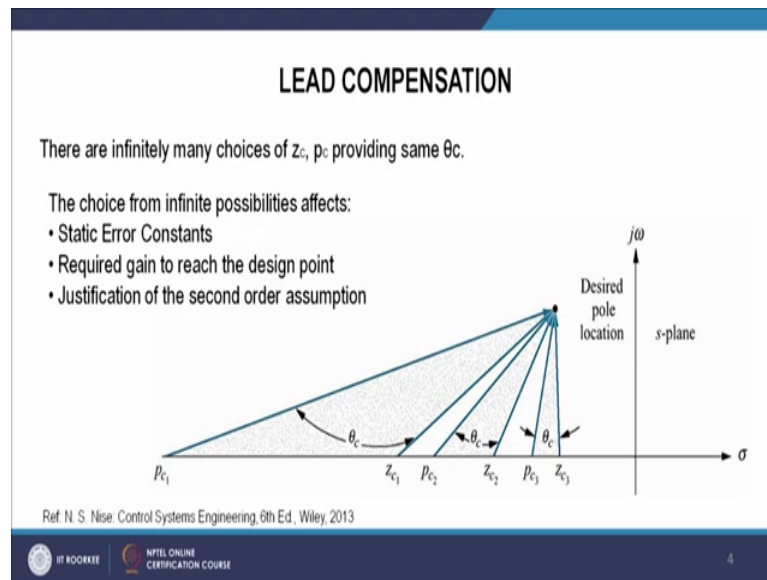 LEAD COMPENSATION
There are infinitely many choices of zc, pc providing same θc.
The choice from infinite possibilities affects:
• Static Error Constants
• Required gain to reach the design point
• Justification of the second order assumption
jω
Desired
pole
location
s-plane
θc
θc
θc
σ
pc1
zc1
pc2
zc2
pc3
zc3
Ref: N. S. Nise: Control Systems Engineering, 6th Ed., Wiley, 2013
IIT ROORKEE
NPTEL ONLINE
CERTIFICATION COURSE
4